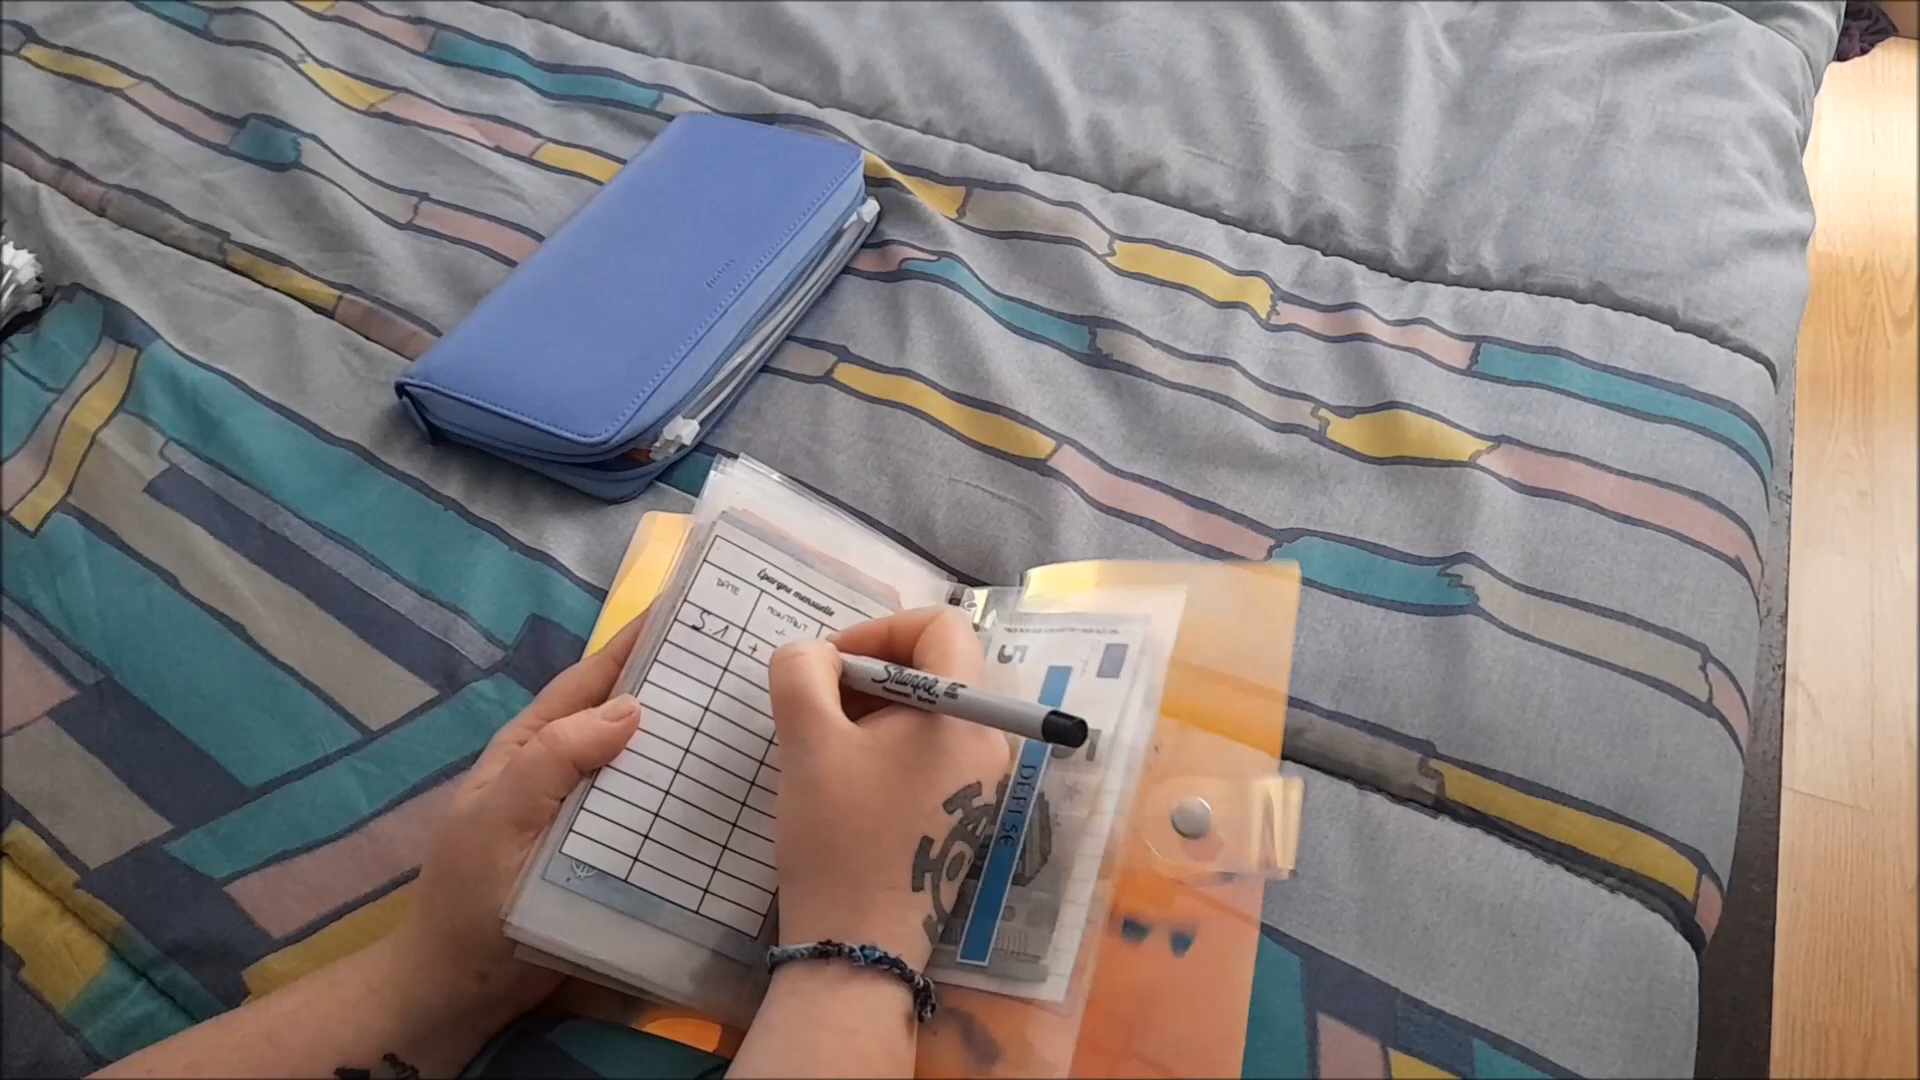 Épargne mensuelle
DATE
MONTANT
S.1
+
Sharpie
5
DÉFI 5€